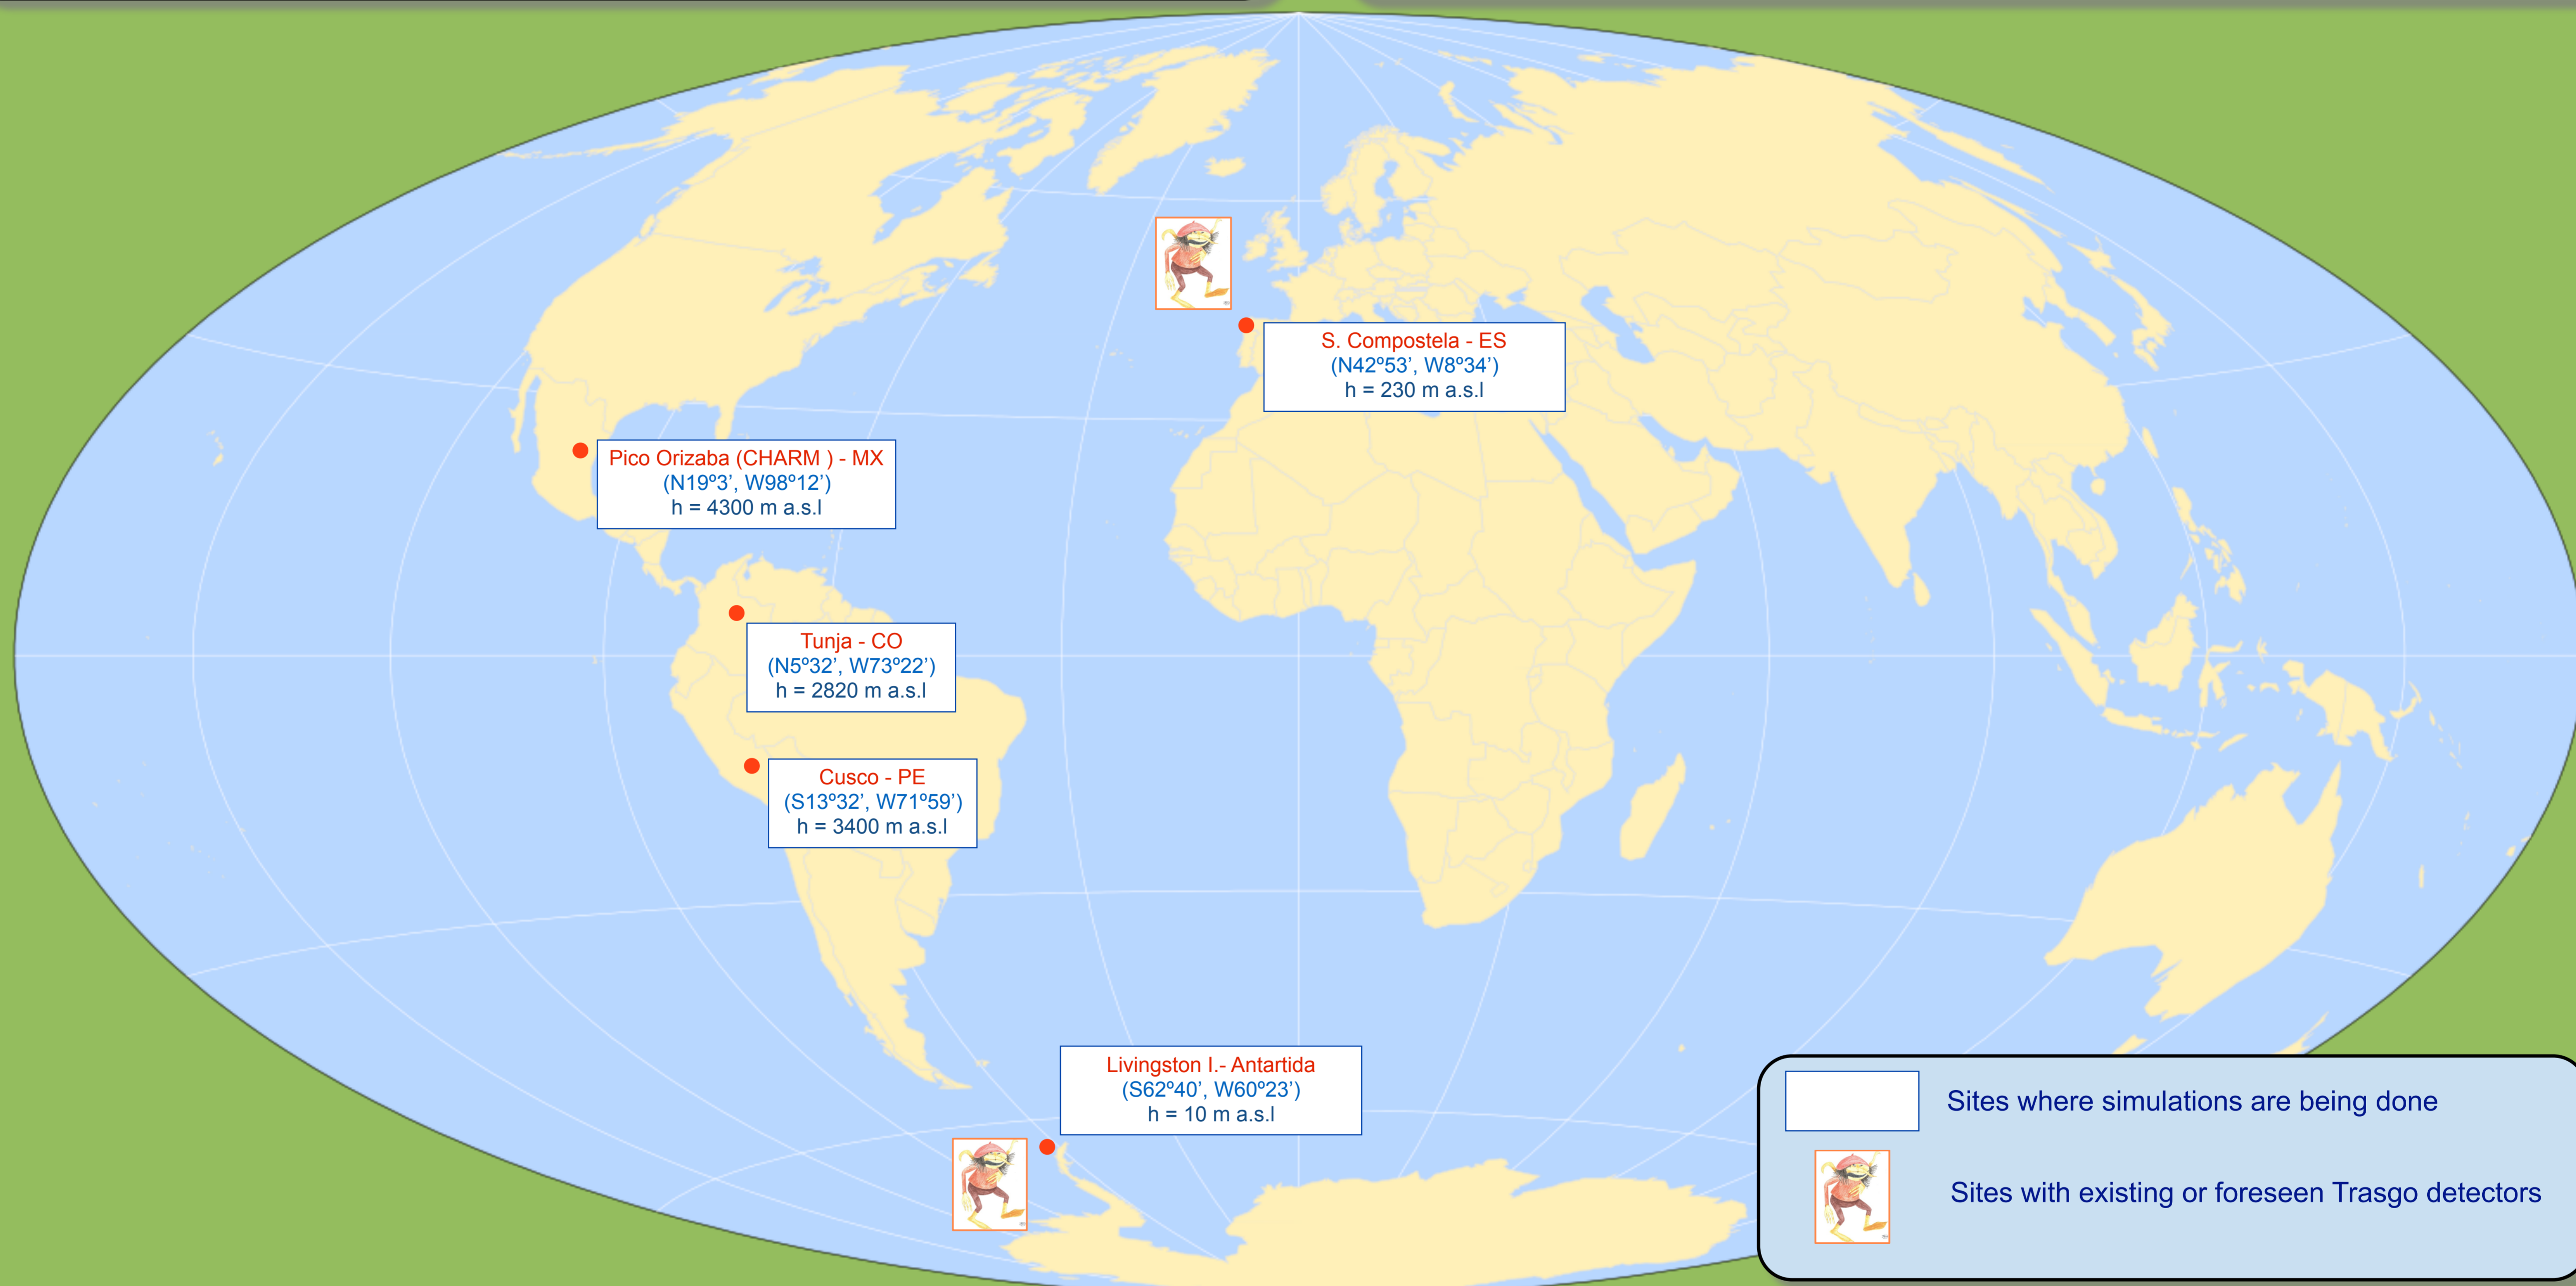 S. Compostela - ES
(N42º53’, W8º34’)
h = 230 m a.s.l
Pico Orizaba (CHARM ) - MX
(N19º3’, W98º12’)
h = 4300 m a.s.l
Tunja - CO
(N5º32’, W73º22’)
h = 2820 m a.s.l
Cusco - PE
(S13º32’, W71º59’)
h = 3400 m a.s.l
Livingston I.- Antartida
(S62º40’, W60º23’)
h = 10 m a.s.l
Sites where simulations are being done
Sites with existing or foreseen Trasgo detectors